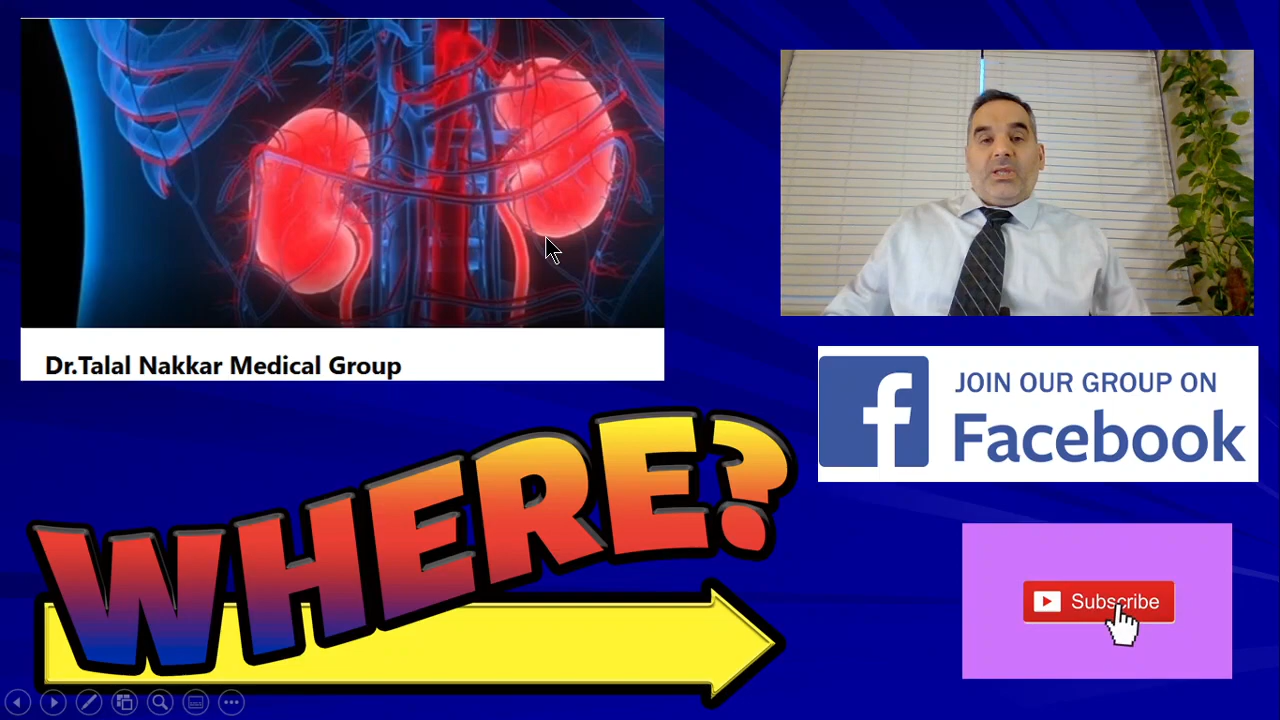 Dr.Talal Nakkar Medical Group
JOIN OUR GROUP ON
Facebook
WHERE?
Subscribe